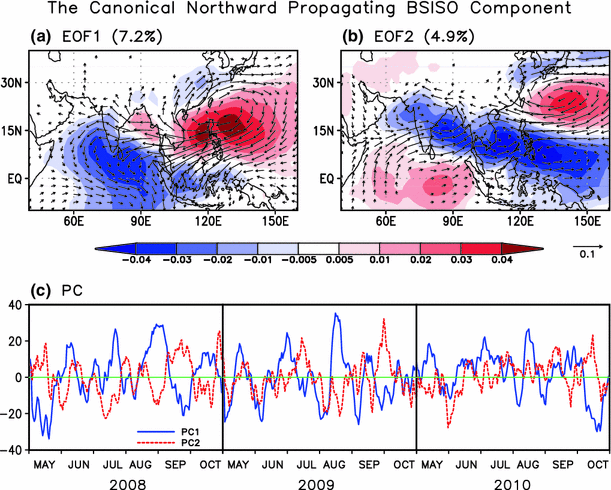 The Canonical Northward Propagating BSISO Component
(a) EOF1 (7.2%)
(b) EOF2 (4.9%)
30N
15N
EQ
60E 90E 120E 150E
30N
15N
EQ
60E 90E 120E 150E
-0.04 -0.03 -0.02 -0.01 -0.005 0.005 0.01 0.02 0.03 0.04
0.1
(c) PC
40
20
0
-20
-40
PC1
PC2
MAY JUN JUL AUG SEP OCT MAY JUN JUL AUG SEP OCT MAY JUN JUL AUG SEP OCT
2008 2009 2010